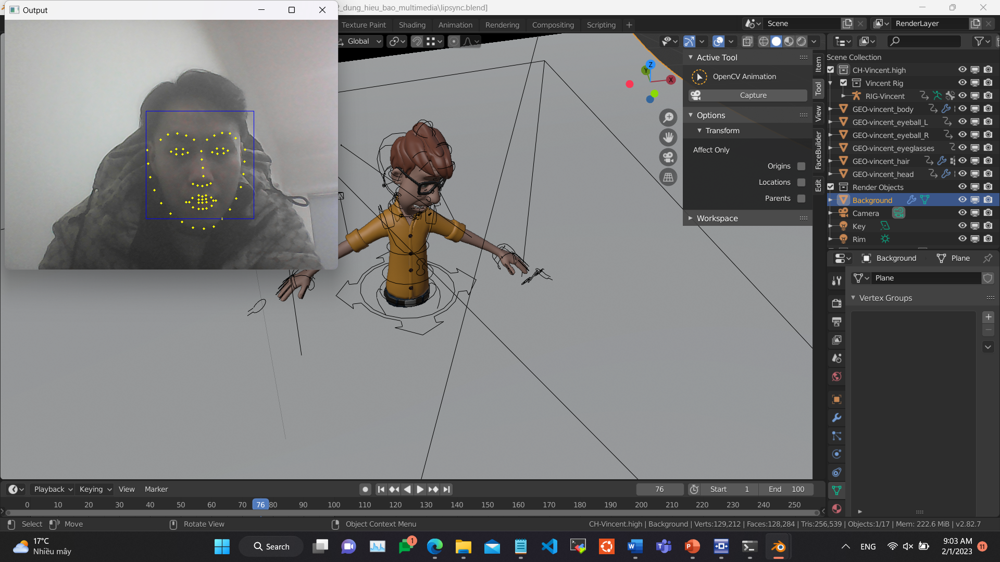 Output
2_dung_hieu_bao_multimedia\lipsync.blend]
Texture Paint Shading Animation Rendering Compositing Scripting +
Scene
RenderLayer
Global
Active Tool
OpenCV Animation
Capture
Options
Transform
Affect Only
Origins
Locations
Parents
Workspace
Item
Tool
View
FaceBuilder
Edit
Z
Y
X
Scene Collection
CH-Vincent.high
Vincent Rig
RIG-Vincent
GEO-vincent_body
GEO-vincent_eyeball_L
GEO-vincent_eyeball_R
GEO-vincent_eyeglasses
GEO-vincent_hair
GEO-vincent_head
Render Objects
Background
Camera
Key
Rim
Background Plane
Plane
Vertex Groups
Playback Keying View Marker
76 Start 1 End 100
0 10 20 30 40 50 60 70 76 80 90 100 110 120 130 140 150 160 170 180 190 200 210 220 230 240 250
Select Move Rotate View Object Context Menu
CH-Vincent.high | Background | Verts:129,212 | Faces:128,284 | Tris:256,539 | Objects:1/17 | Mem: 222.6 MiB | v2.82.7
17°C
Nhiều mây
Search
1
ENG
9:03 AM
2/1/2023
11